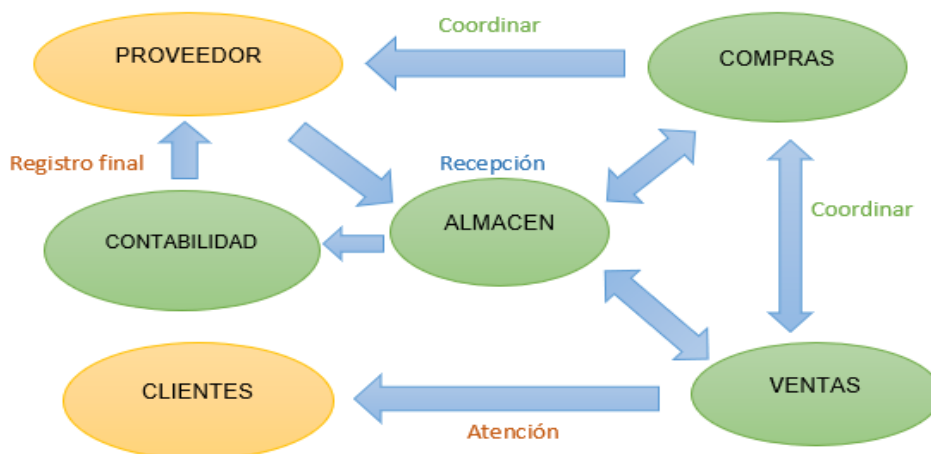 Coordinar
PROVEEDOR
COMPRAS
Registro final
Recepción
ALMACEN
Coordinar
CONTABILIDAD
CLIENTES
VENTAS
Atención